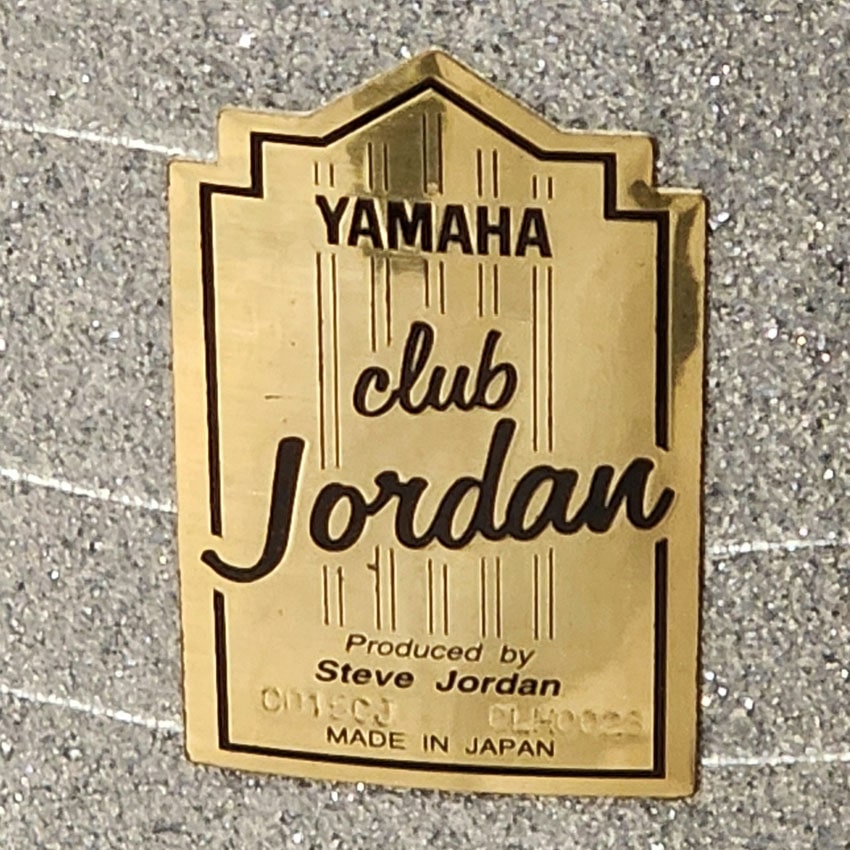 YAMAHA
club
Jordan
Produced by
Steve Jordan
MADE IN JAPAN